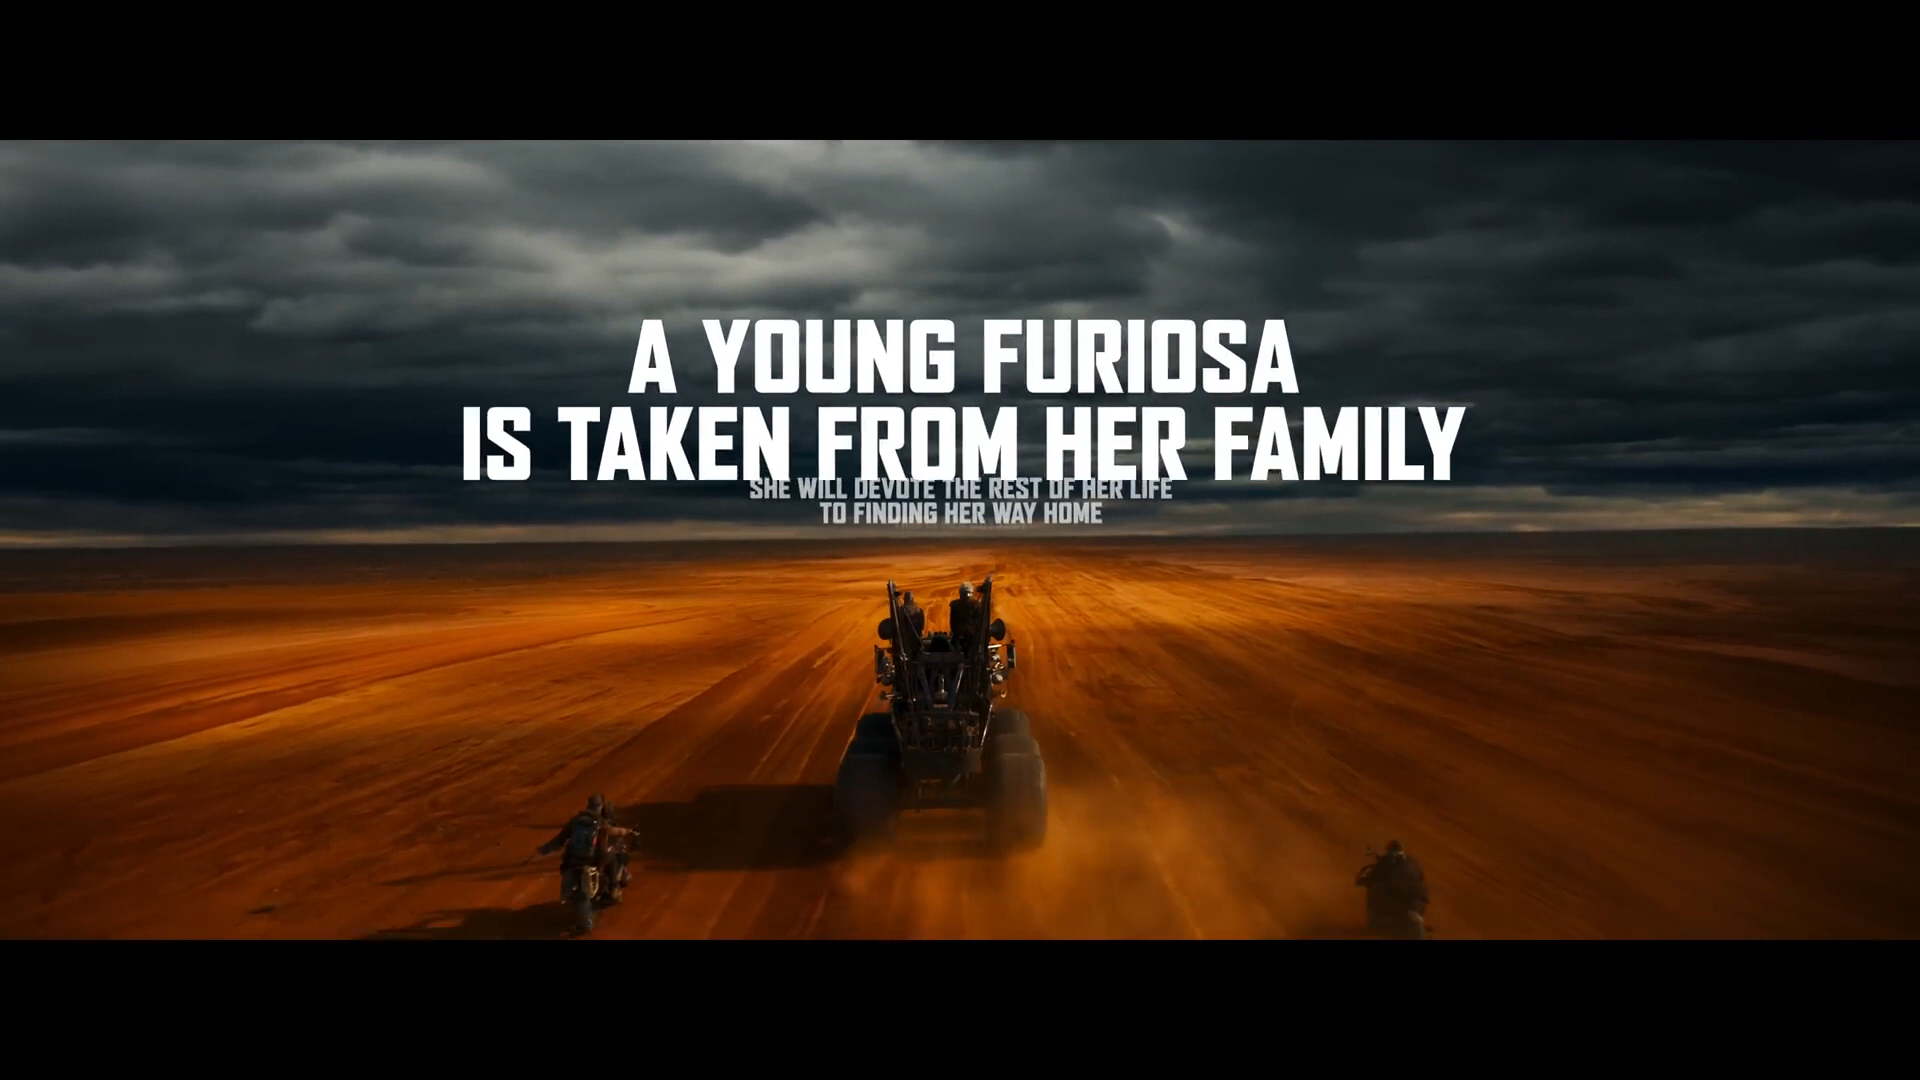 A YOUNG FURIOSA
IS TAKEN FROM HER FAMILY
SHE WILL DEVOTE THE REST OF HER LIFE
TO FINDING HER WAY HOME